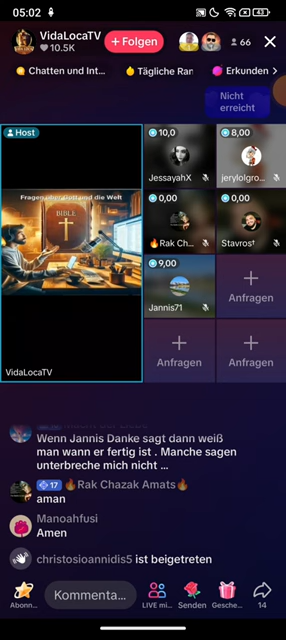 05:02
43
VidaLocaTV
10.5K
+ Folgen
66
Chatten und Int...
Tägliche Ran
Erkunden
Nicht
erreicht
Host
Fragen über Gott und die Welt
BIBLE
VidaLocaTV
10,0
JessayahX
8,00
jerylolgro...
0,00
🔥Rak Ch...
0,00
Stavros†
9,00
Jannis71
+
Anfragen
+
Anfragen
+
Anfragen
Wenn Jannis Danke sagt dann weiß
man wann er fertig ist . Manche sagen
unterbreche mich nicht ...
17 🔥Rak Chazak Amats🔥
aman
Manoahfusi
Amen
christosioannidis5 ist beigetreten
Abonn...
Kommenta...
LIVE mi...
Senden
Gesche...
14